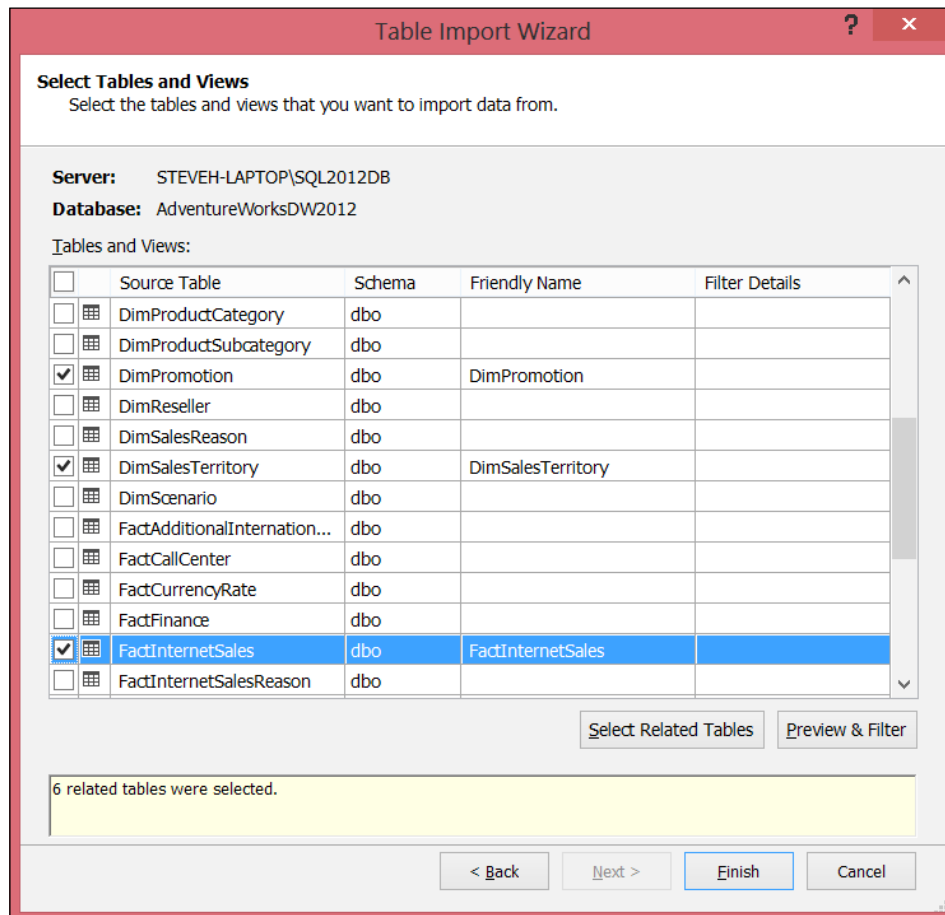 Table Import Wizard
?
×
Select Tables and Views
Select the tables and views that you want to import data from.
Server: STEVEH-LAPTOP\SQL2012DB
Database: AdventureWorksDW2012
Tables and Views:
Source Table Schema Friendly Name Filter Details
DimProductCategory dbo
DimProductSubcategory dbo
DimPromotion dbo DimPromotion
DimReseller dbo
DimSalesReason dbo
DimSalesTerritory dbo DimSalesTerritory
DimScenario dbo
FactAdditionalInternation... dbo
FactCallCenter dbo
FactCurrencyRate dbo
FactFinance dbo
FactInternetSales dbo FactInternetSales
FactInternetSalesReason dbo
Select Related Tables Preview & Filter
6 related tables were selected.
< Back Next > Finish Cancel